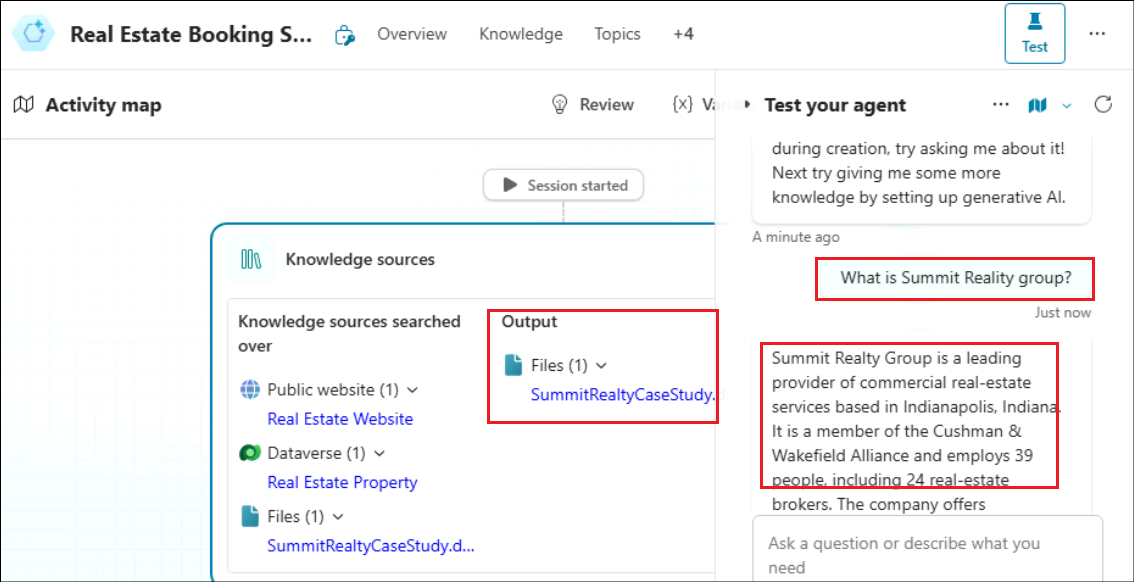 Real Estate Booking S...
Overview
Knowledge
Topics
+4
Test
Activity map
Review
{x}
Test your agent
during creation, try asking me about it!
Next try giving me some more
knowledge by setting up generative AI.
A minute ago
What is Summit Reality group?
Just now
Summit Realty Group is a leading
provider of commercial real-estate
services based in Indianapolis, Indiana.
It is a member of the Cushman &
Wakefield Alliance and employs 39
people, including 24 real-estate
brokers. The company offers
Ask a question or describe what you
need
Session started
Knowledge sources
Knowledge sources searched
over
Public website (1)
Real Estate Website
Dataverse (1)
Real Estate Property
Files (1)
SummitRealtyCaseStudy.d...
Output
Files (1)
SummitRealtyCaseStudy.